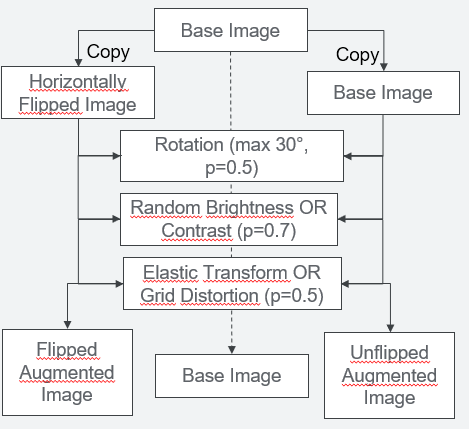 Base Image
Copy
Copy
Horizontally
Flipped Image
Base Image
Rotation (max 30°,
p=0.5)
Random Brightness OR
Contrast (p=0.7)
Elastic Transform OR
Grid Distortion (p=0.5)
Flipped
Augmented
Image
Base Image
Unflipped
Augmented
Image